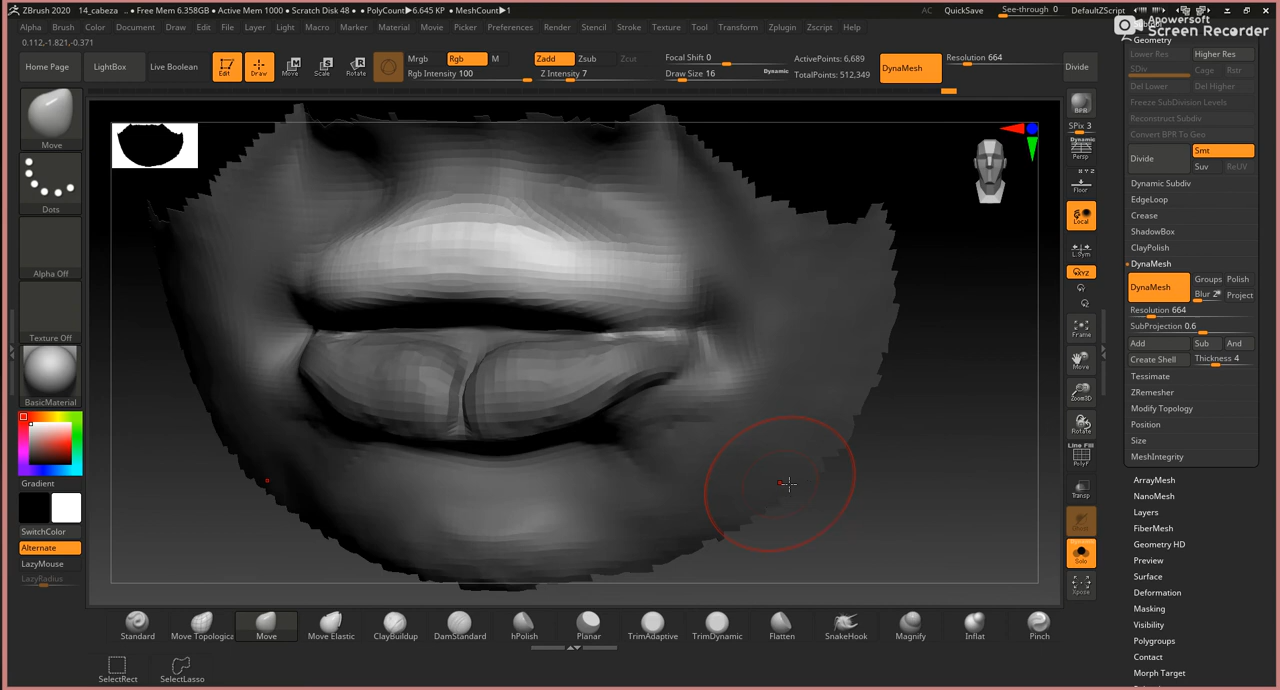 ZBrush 2020 14_cabeza .. ● Free Mem 6.358GB ● Active Mem 1000 ● Scratch Disk 48 ● ● PolyCount▶6.645 KP ● MeshCount▶1
AC QuickSave See-through 0 DefaultZScript
Apowersoft
Screen Recorder
Alpha Brush Color Document Draw Edit File Layer Light Macro Marker Material Movie Picker Preferences Render Stencil Stroke Texture Tool Transform Zplugin Zscript Help
0.112,-1.821,-0.371
Home Page LightBox Live Boolean
Edit Draw Move Scale Rotate
Mrgb Rgb M
Rgb Intensity 100
Zadd Zsub Zcut
Z Intensity 7
Focal Shift 0
Draw Size 16 Dynamic
ActivePoints: 6,689
TotalPoints: 512,349
DynaMesh Resolution 664 Divide
Move
Dots
Alpha Off
Texture Off
BasicMaterial
Gradient
SwitchColor
Alternate
LazyMouse
LazyRadius
BPR
SPix 3
Dynamic
Persp
Floor
Local
L.Sym
XYZ
Frame
Move
Zoom3D
Rotate
Line Fill
PolyF
Transp
Ghost
Solo
Xpose
Geometry
Lower Res Higher Res
SDiv Cage Rstr
Del Lower Del Higher
Freeze SubDivision Levels
Reconstruct Subdiv
Convert BPR To Geo
Divide Smt
Suv ReUV
Dynamic Subdiv
EdgeLoop
Crease
ShadowBox
ClayPolish
DynaMesh
DynaMesh Groups Polish
Blur 2 Project
Resolution 664
SubProjection 0.6
Add Sub And
Create Shell Thickness 4
Tessimate
ZRemesher
Modify Topology
Position
Size
MeshIntegrity
ArrayMesh
NanoMesh
Layers
FiberMesh
Geometry HD
Preview
Surface
Deformation
Masking
Visibility
Polygroups
Contact
Morph Target
Standard Move Topologica Move Move Elastic ClayBuildup DamStandard hPolish Planar TrimAdaptive TrimDynamic Flatten SnakeHook Magnify Inflat Pinch
SelectRect SelectLasso